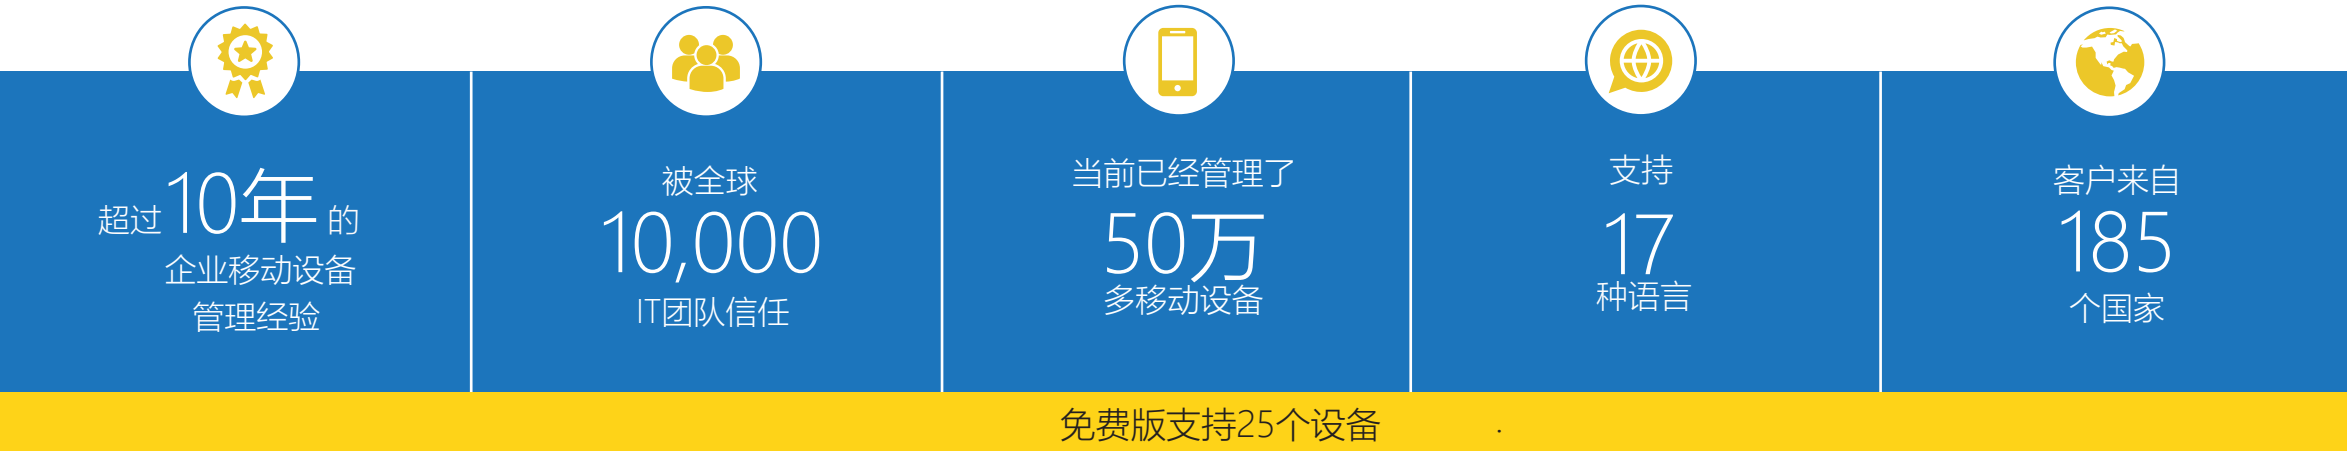 超过10年的
企业移动设备
管理经验
被全球
10,000
IT团队信任
当前已经管理了
50万
多移动设备
支持
17
种语言
客户来自
185
个国家
免费版支持25个设备 .